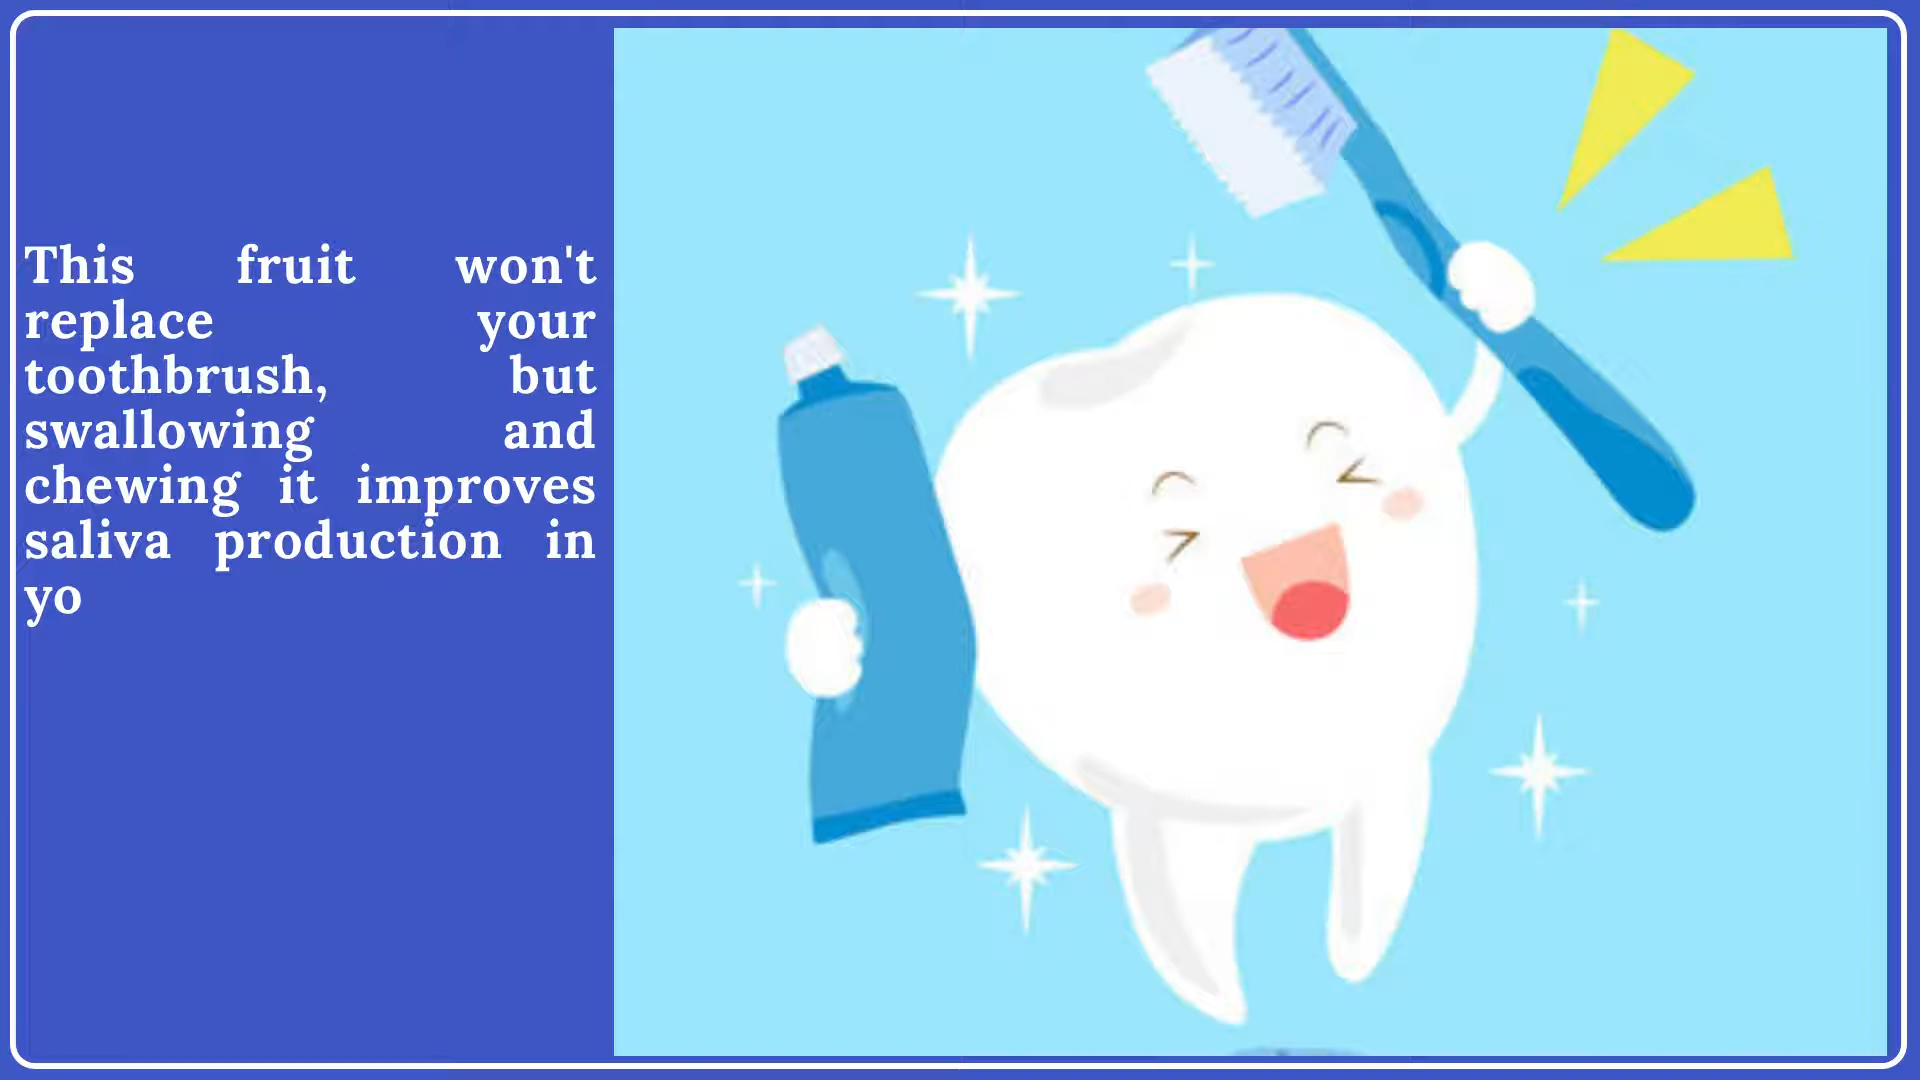 This fruit won't
replace your
toothbrush, but
swallowing and
chewing it improves
saliva production in
yo